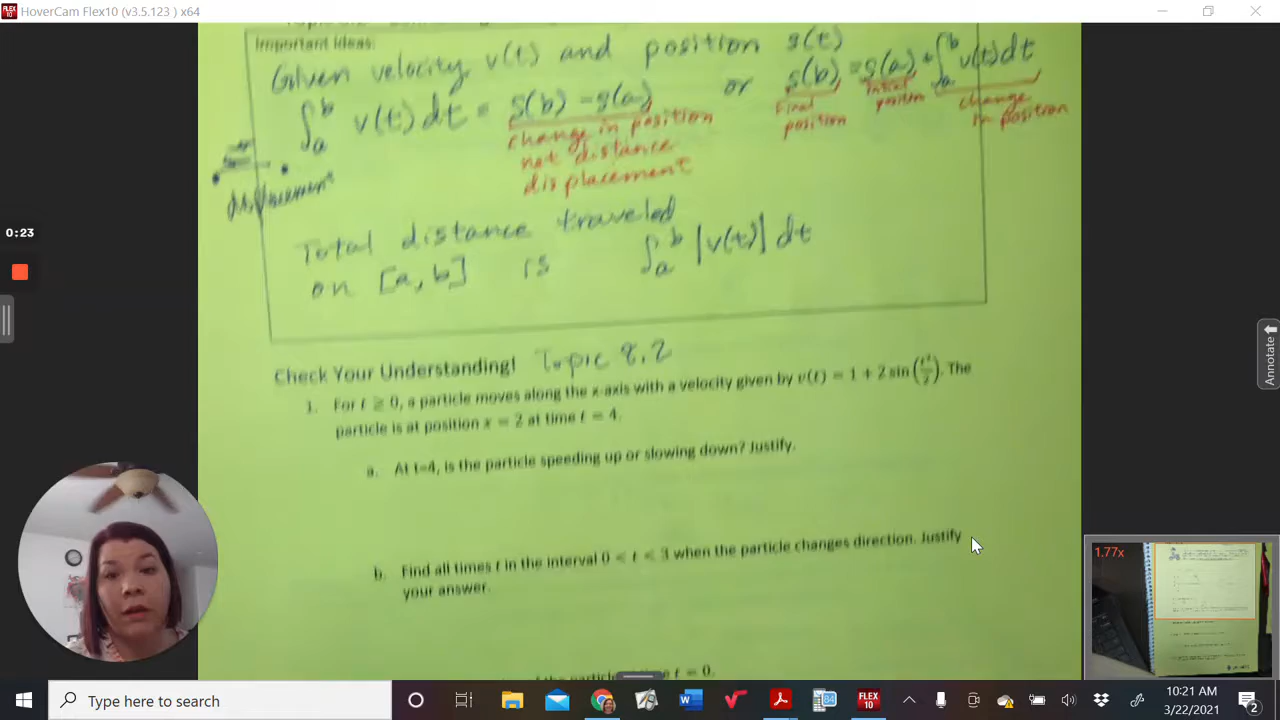 HoverCam Flex10 (v3.5.123 ) x64
Important Ideas:
Given velocity v(t) and position s(t)
∫ₐᵇ v(t) dt = s(b) - s(a) or s(b) = s(a) + ∫ₐᵇ v(t) dt
change in position
not distance
displacement
Final position
initial position
change in position
displacement
Total distance traveled
on [a, b] is ∫ₐᵇ |v(t)| dt
Check Your Understanding! Topic 8.2
1. For t ≥ 0, a particle moves along the x-axis with a velocity given by v(t) = 1 + 2 sin(t²/2). The
particle is at position x = 2 at time t = 4.
a. At t=4, is the particle speeding up or slowing down? Justify.
b. Find all times t in the interval 0 < t < 3 when the particle changes direction. Justify
your answer.
t = 0.
0:23
Annotate
1.77x
FLEX 10
Type here to search
10:21 AM
3/22/2021
2